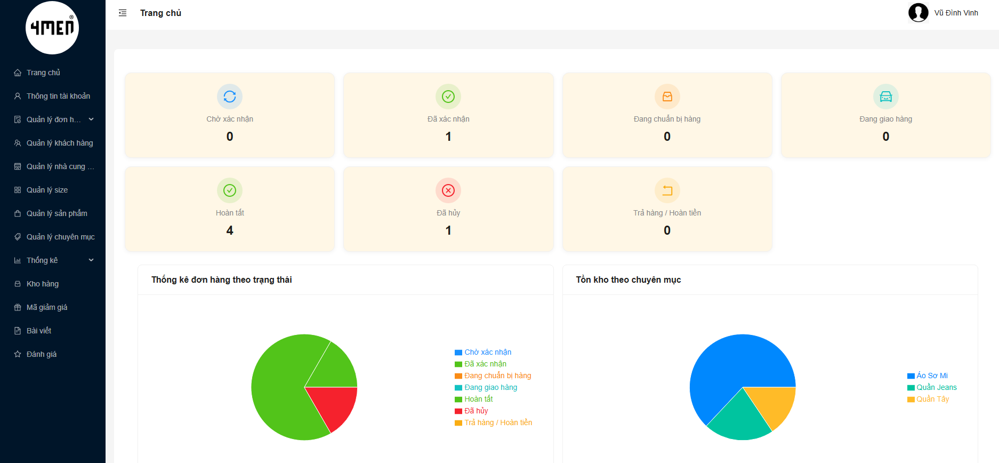 4MEN®
Trang chủ
Vũ Đình Vinh
Trang chủ
Thông tin tài khoản
Quản lý đơn h...
Quản lý khách hàng
Quản lý nhà cung ...
Quản lý size
Quản lý sản phẩm
Quản lý chuyên mục
Thống kê
Kho hàng
Mã giảm giá
Bài viết
Đánh giá
Chờ xác nhận
0
Đã xác nhận
1
Đang chuẩn bị hàng
0
Đang giao hàng
0
Hoàn tất
4
Đã hủy
1
Trả hàng / Hoàn tiền
0
Thống kê đơn hàng theo trạng thái
Chờ xác nhận
Đã xác nhận
Đang chuẩn bị hàng
Đang giao hàng
Hoàn tất
Đã hủy
Trả hàng / Hoàn tiền
Tồn kho theo chuyên mục
Áo Sơ Mi
Quần Jeans
Quần Tây